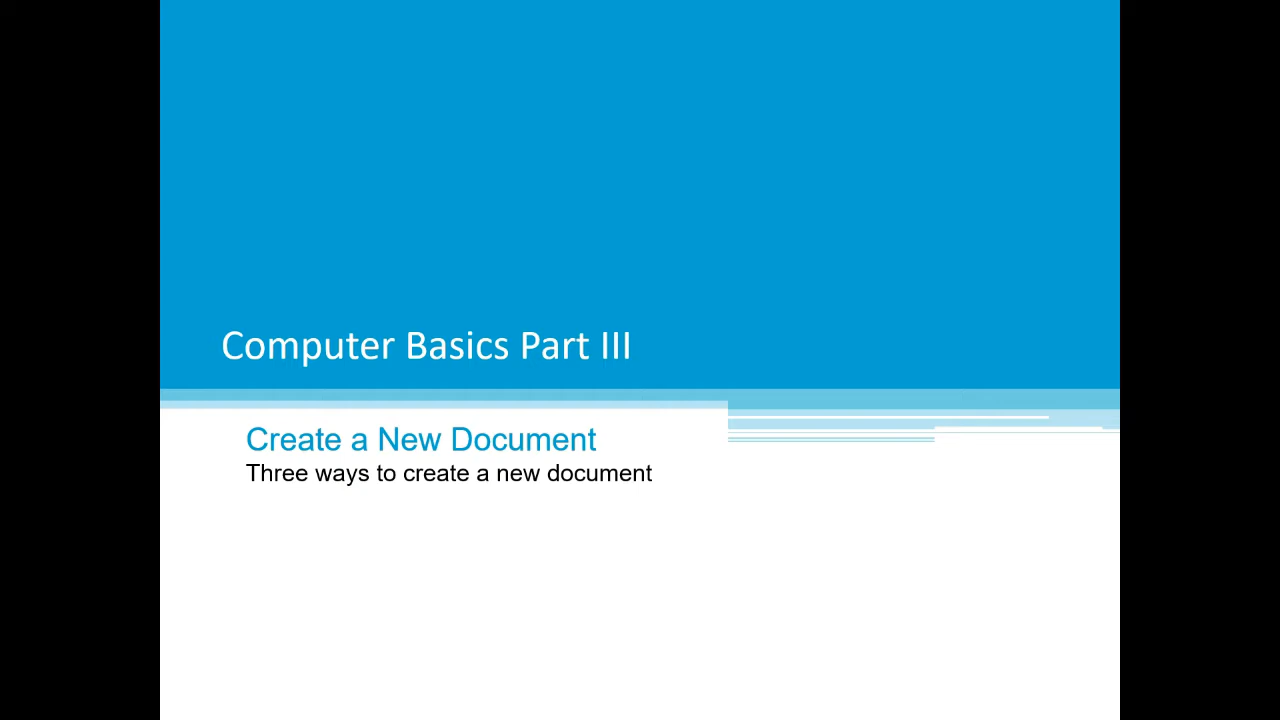 Computer Basics Part III
Create a New Document
Three ways to create a new document